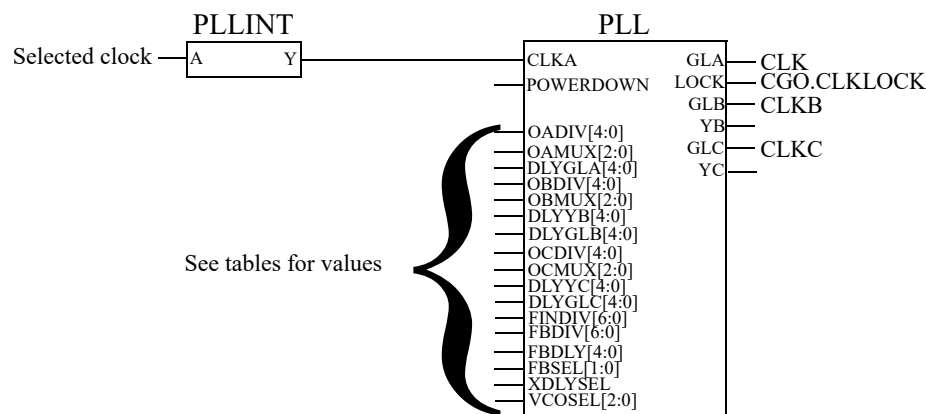 PLLINT
PLL
Selected clock
A
Y
CLKA
GLA
CLK
LOCK
CGO.CLKLOCK
POWERDOWN
GLB
CLKB
YB
OADIV[4:0]
GLC
CLKC
OAMUX[2:0]
YC
DLYGLA[4:0]
OBDIV[4:0]
OBMUX[2:0]
DLYYB[4:0]
DLYGLB[4:0]
OCDIV[4:0]
See tables for values
OCMUX[2:0]
DLYYC[4:0]
DLYGLC[4:0]
FINDIV[6:0]
FBDIV[6:0]
FBDLY[4:0]
FBSEL[1:0]
XDLYSEL
VCOSEL[2:0]